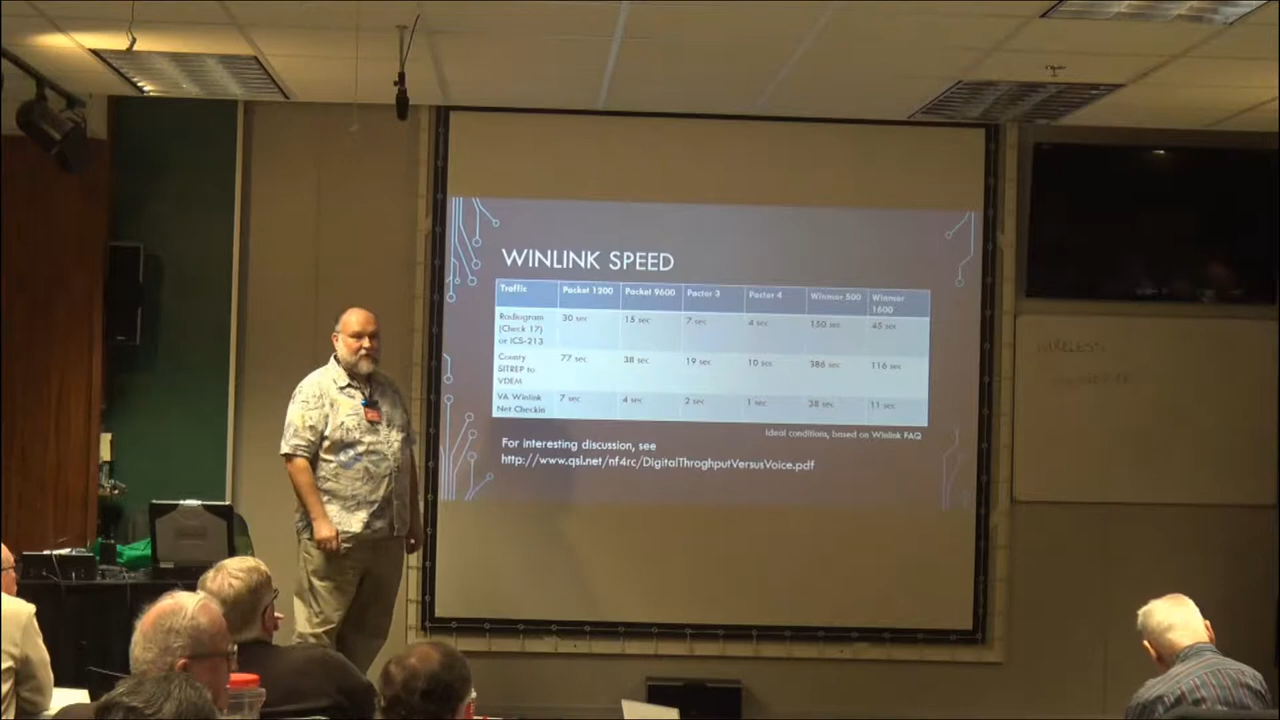 WINLINK SPEED
Traffic Packet 1200 Packet 9600 Pactor 3 Pactor 4 Winmor 500 Winmor 1600
Radiogram (Check 17) or ICS-213 30 sec 15 sec 7 sec 4 sec 150 sec 45 sec
County SITREP to VDEM 77 sec 38 sec 19 sec 10 sec 386 sec 116 sec
VA Winlink Net Checkin 7 sec 4 sec 2 sec 1 sec 38 sec 11 sec
Ideal conditions, based on Winlink FAQ
For interesting discussion, see
http://www.qsl.net/nf4rc/DigitalThroghputVersusVoice.pdf
WIRELESS